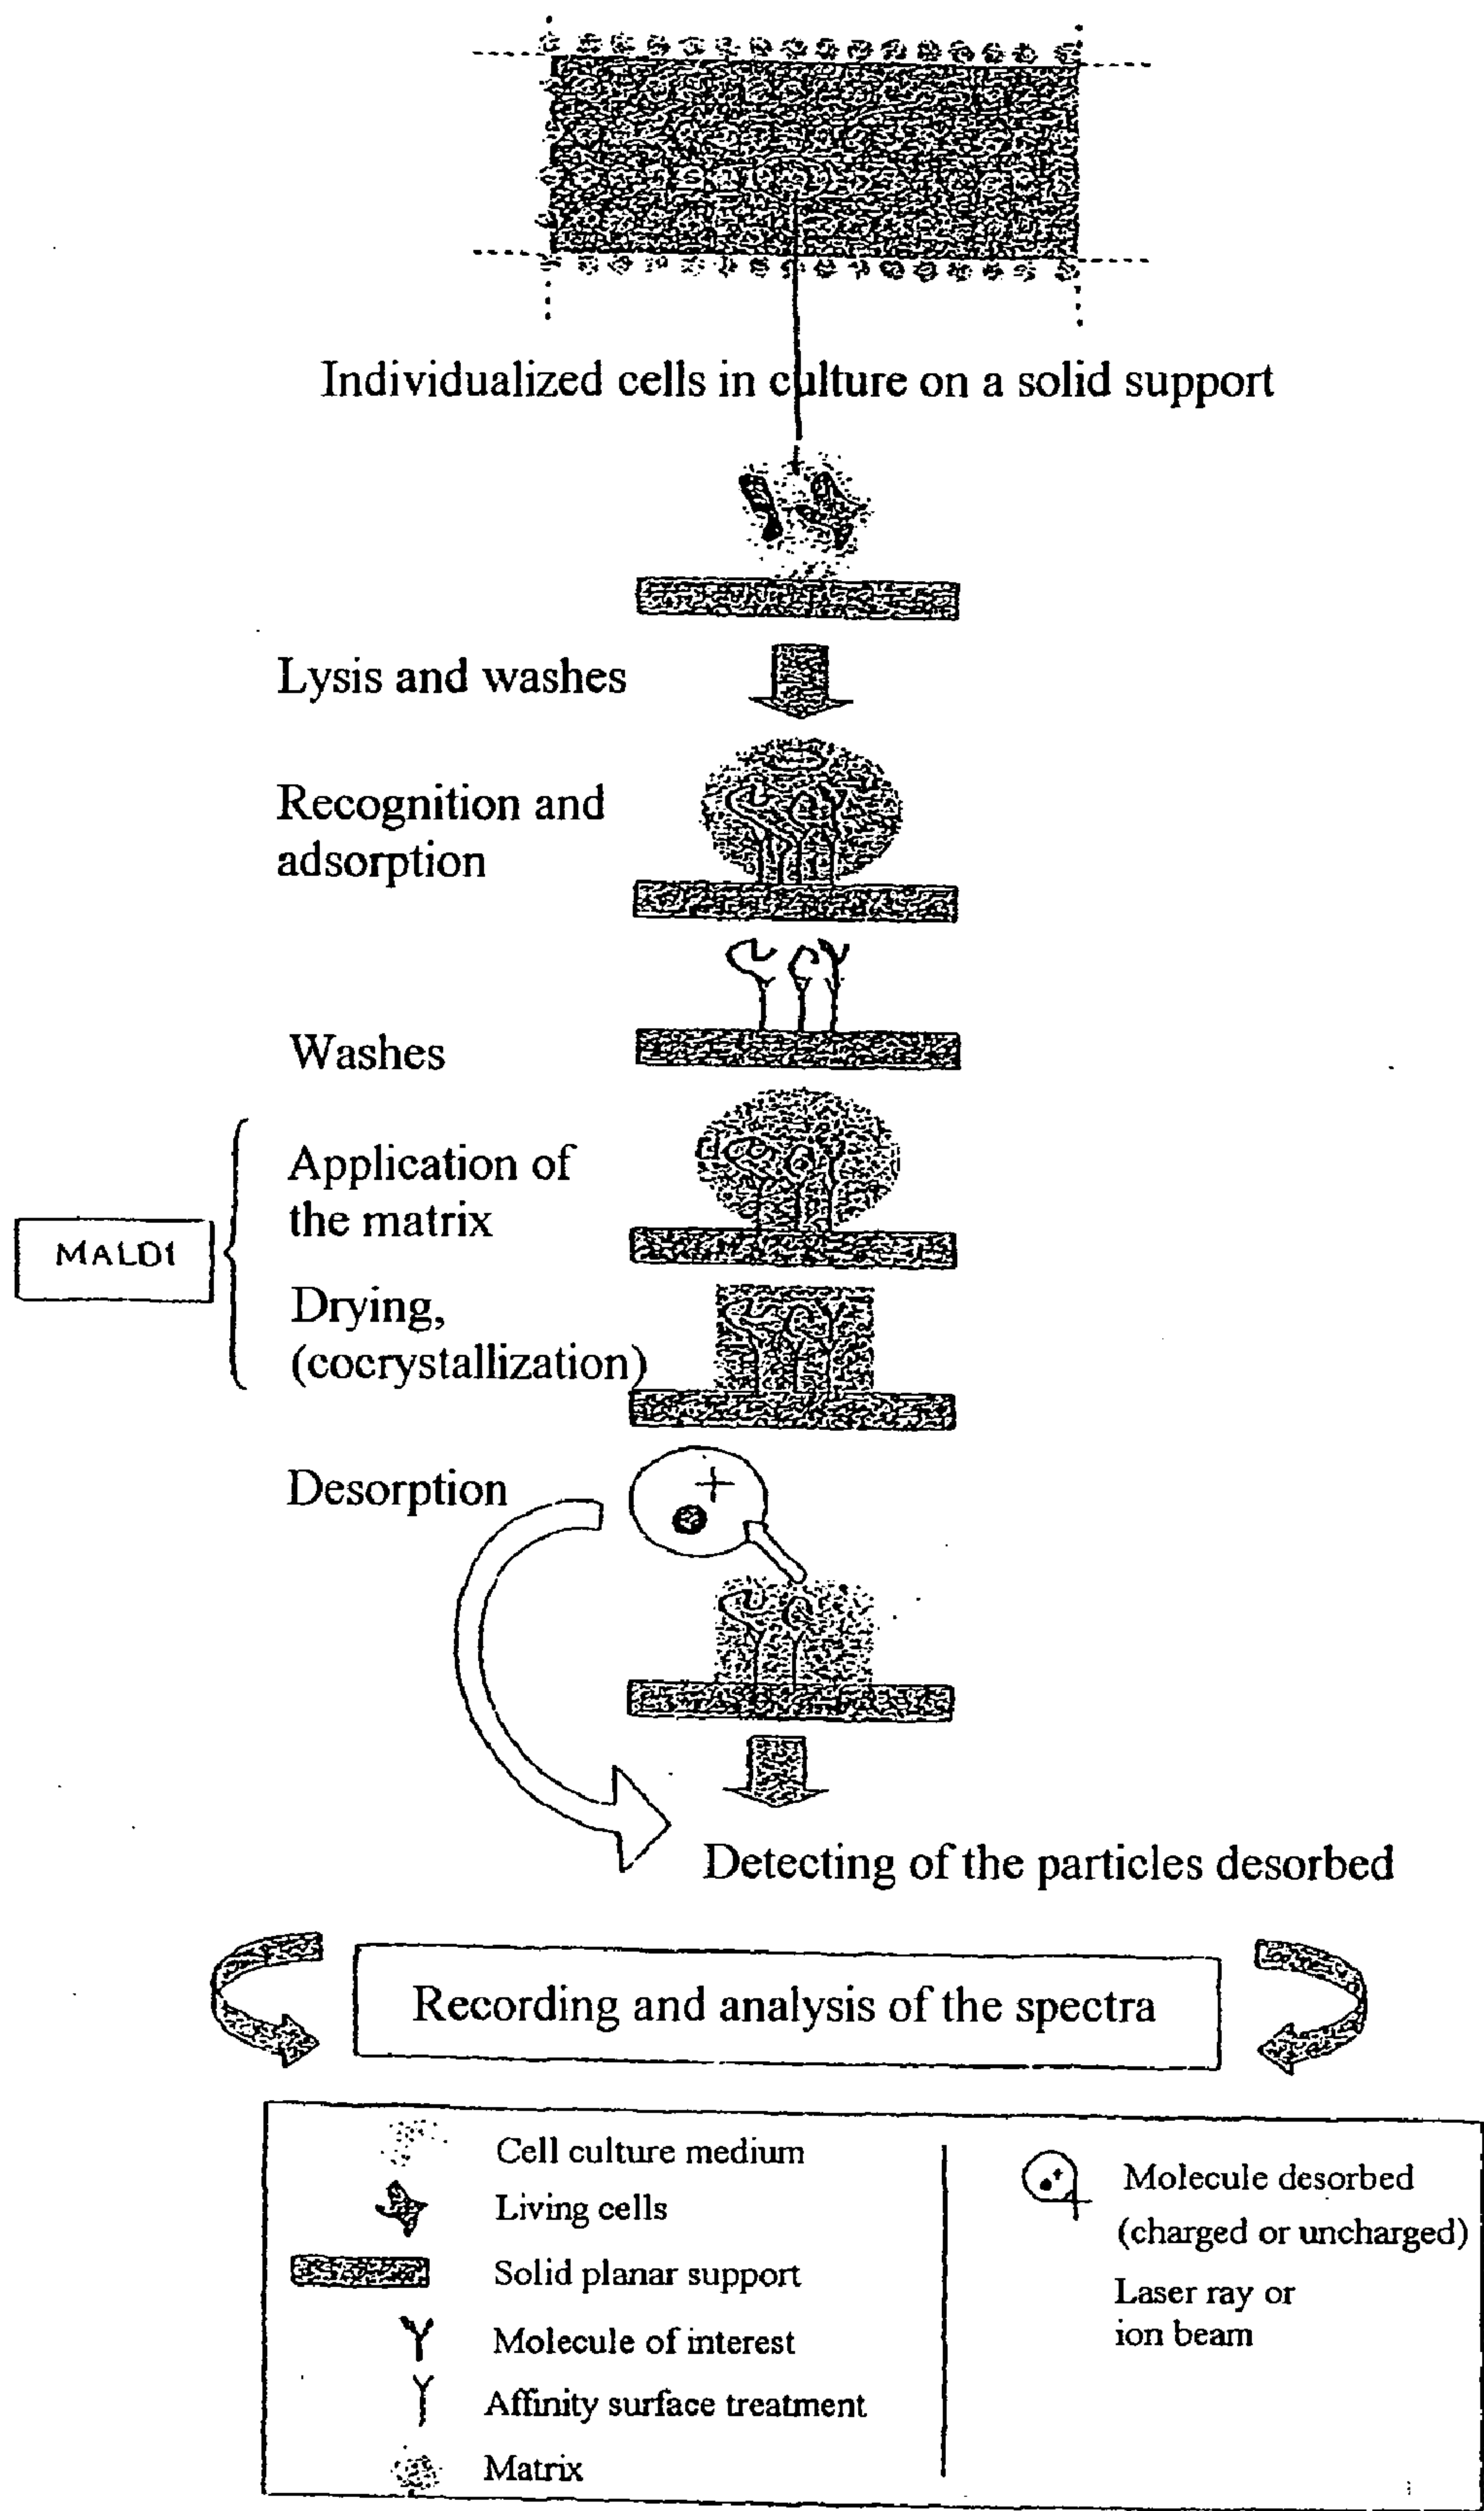 Individualized cells in culture on a solid support
Lysis and washes
Recognition and
adsorption
Washes
Application of
the matrix
MALDI
Drying,
(cocrystallization)
Desorption
+
Detecting of the particles desorbed
Recording and analysis of the spectra
Cell culture medium
Living cells
Solid planar support
Molecule of interest
Affinity surface treatment
Matrix
Molecule desorbed
(charged or uncharged)
Laser ray or
ion beam